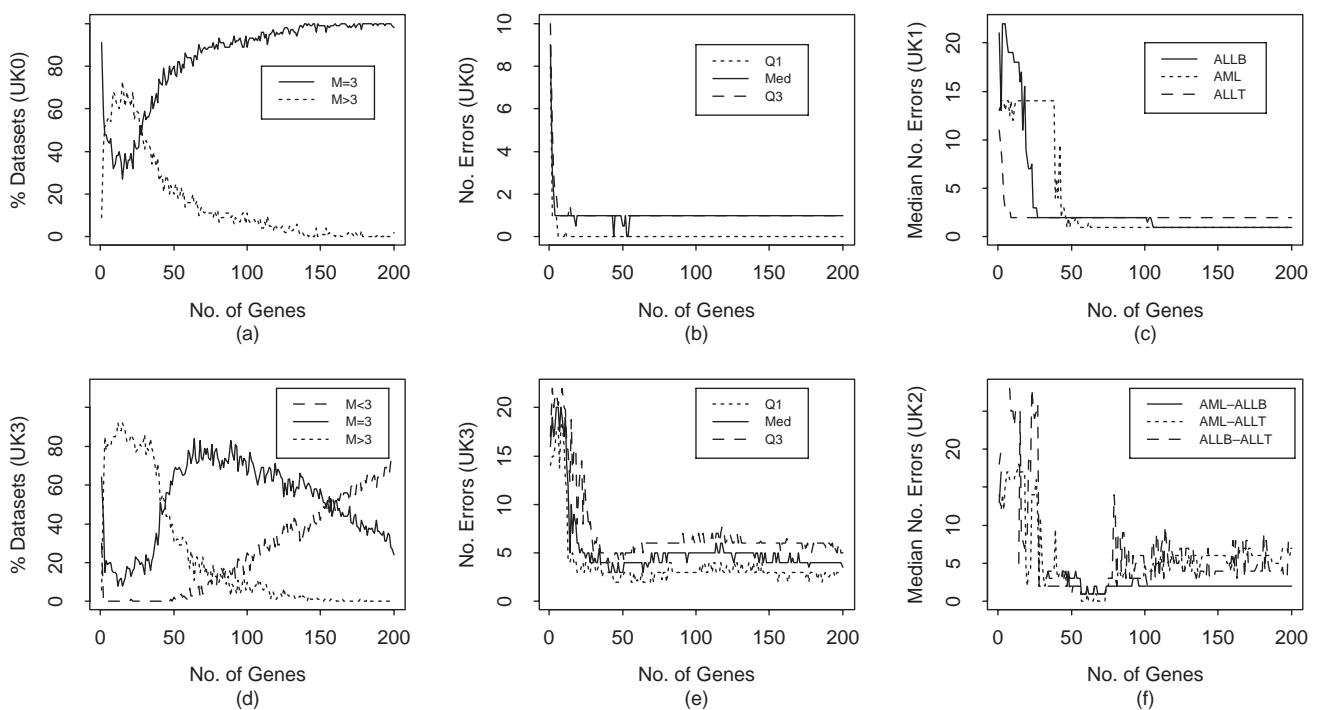 % Datasets (UK0)
0 20 40 60 80
M=3
M>3
0 50 100 150 200
No. of Genes
(a)
No. Errors (UK0)
0 2 4 6 8 10
Q1
Med
Q3
0 50 100 150 200
No. of Genes
(b)
Median No. Errors (UK1)
0 5 10 15 20
ALLB
AML
ALLT
0 50 100 150 200
No. of Genes
(c)
% Datasets (UK3)
0 20 40 60 80
M<3
M=3
M>3
0 50 100 150 200
No. of Genes
(d)
No. Errors (UK3)
0 5 10 15 20
Q1
Med
Q3
0 50 100 150 200
No. of Genes
(e)
Median No. Errors (UK2)
0 5 10 20
AML–ALLB
AML–ALLT
ALLB–ALLT
0 50 100 150 200
No. of Genes
(f)